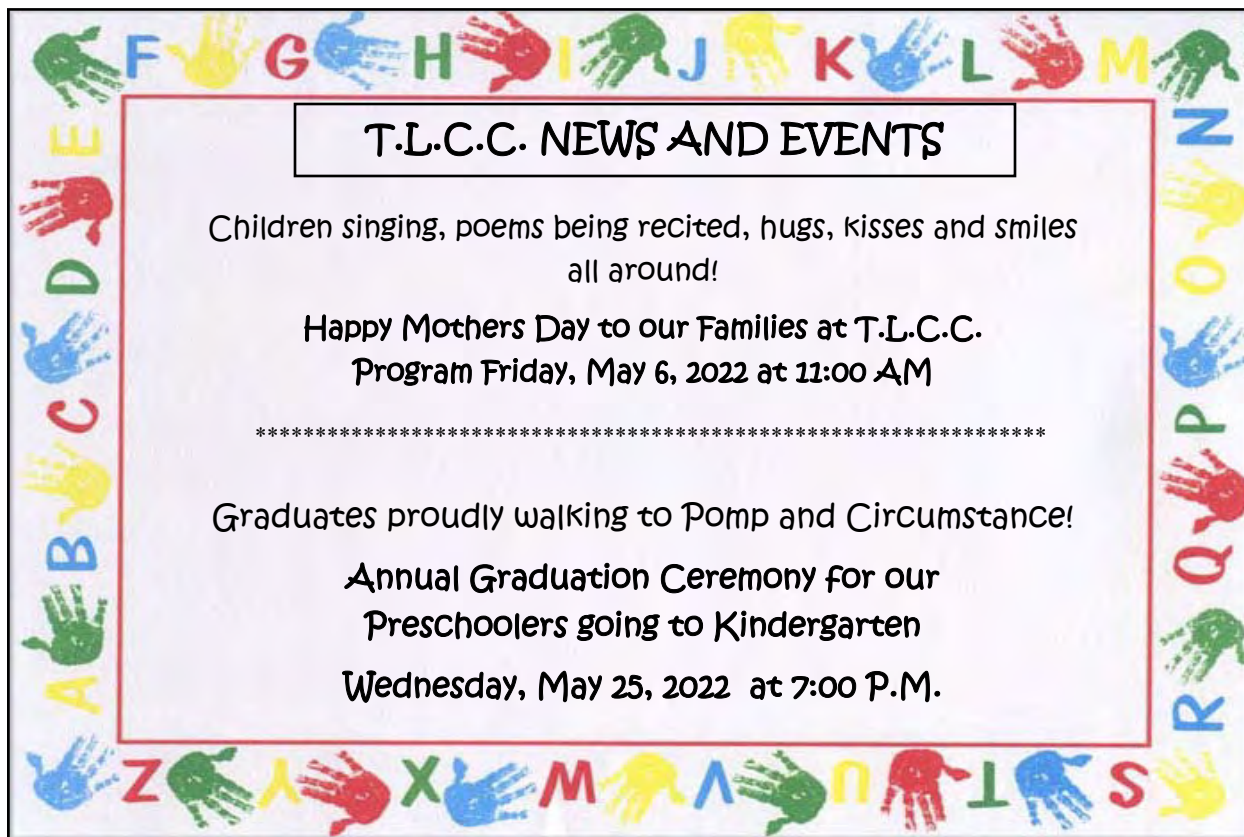 F G H I J K L M
E
D
C
B
A
N
O
P
Q
R
T.L.C.C. NEWS AND EVENTS
Children singing, poems being recited, hugs, kisses and smiles
all around!
Happy Mothers Day to our Families at T.L.C.C.
Program Friday, May 6, 2022 at 11:00 AM
******************************************************************
Graduates proudly walking to Pomp and Circumstance!
Annual Graduation Ceremony for our
Preschoolers going to Kindergarten
Wednesday, May 25, 2022 at 7:00 P.M.
Z Y X W V U T S